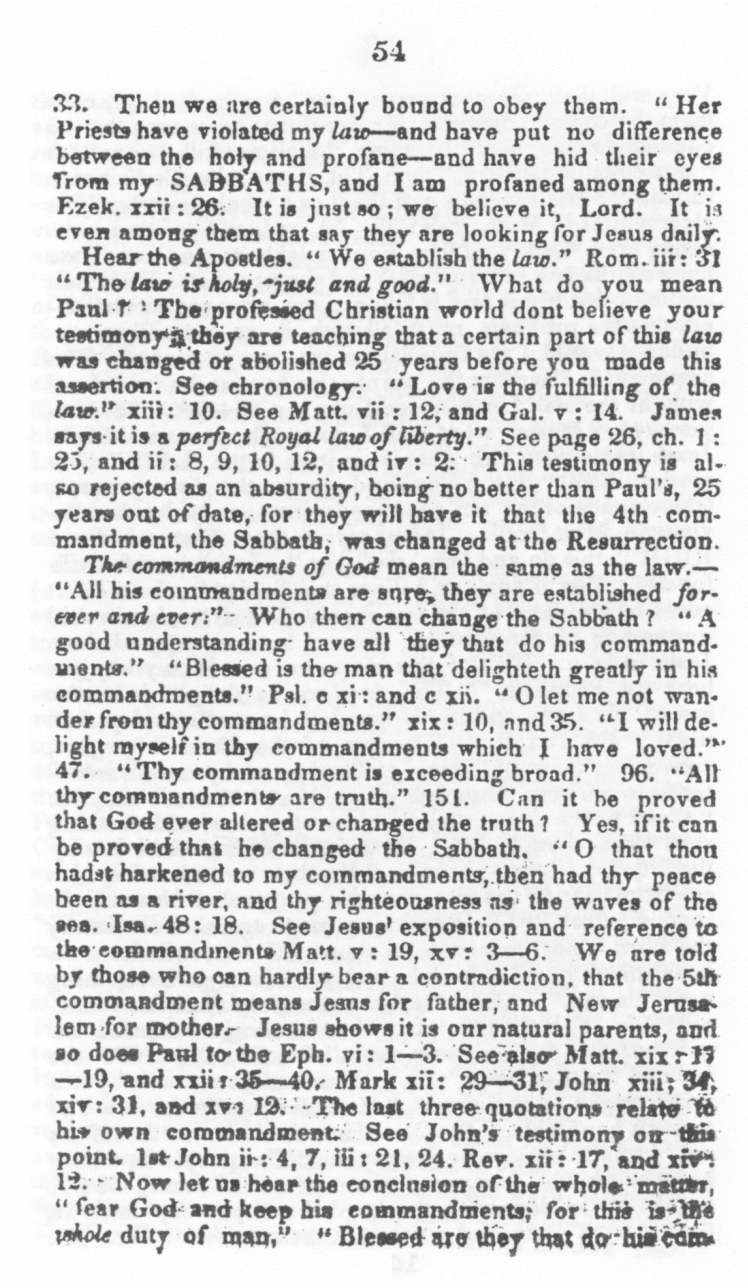 54
33. Then we are certainly bound to obey them. “ Her
Priests have violated my law—and have put no difference
between the holy and profane—and have hid their eyes
from my SABBATHS, and I am profaned among them.
Ezek. xxii : 26. It is just so ; we believe it, Lord. It is
even among them that say they are looking for Jesus daily.
Hear the Apostles. “ We establish the law.” Rom. iii: 31
“ The law is holy, just and good.” What do you mean
Paul ? The professed Christian world dont believe your
testimony; they are teaching that a certain part of this law
was changed or abolished 25 years before you made this
assertion. See chronology. “ Love is the fulfilling of the
law.” xiii: 10. See Matt. vii : 12, and Gal. v : 14. James
says it is a perfect Royal law of liberty.” See page 26, ch. 1 :
25, and ii : 8, 9, 10, 12, and iv : 2. This testimony is al-
so rejected as an absurdity, being no better than Paul’s, 25
years out of date, for they will have it that the 4th com-
mandment, the Sabbath, was changed at the Resurrection.
The commandments of God mean the same as the law.—
“All his commandments are sure, they are established for-
ever and ever.” Who then can change the Sabbath ? “ A
good understanding have all they that do his command-
ments.” “Blessed is the man that delighteth greatly in his
commandments.” Psl. c xi : and c xii. “ O let me not wan-
der from thy commandments.” xix : 10, and 35. “I will de-
light myself in thy commandments which I have loved.”
47. “ Thy commandment is exceeding broad.” 96. “All
thy commandments are truth.” 151. Can it be proved
that God ever altered or changed the truth ? Yes, if it can
be proved that he changed the Sabbath. “ O that thou
hadst harkened to my commandments, then had thy peace
been as a river, and thy righteousness as the waves of the
sea. Isa. 48: 18. See Jesus’ exposition and reference to
the commandments Matt. v : 19, xv : 3—6. We are told
by those who can hardly bear a contradiction, that the 5th
commandment means Jesus for father, and New Jerusa-
lem for mother. Jesus shows it is our natural parents, and
so does Paul to the Eph. vi : 1—3. See also Matt. xix : 17
—19, and xxii : 35—40. Mark xii: 29—31; John xiii; 34,
xiv : 31, and xv : 12. The last three quotations relate to
his own commandment. See John’s testimony on this
point. 1st John ii : 4, 7, iii : 21, 24. Rev. xii : 17, and xiv :
12. Now let us hear the conclusion of the whole matter,
“ fear God and keep his commandments, for this is the
whole duty of man.” “ Blessed are they that do his com-